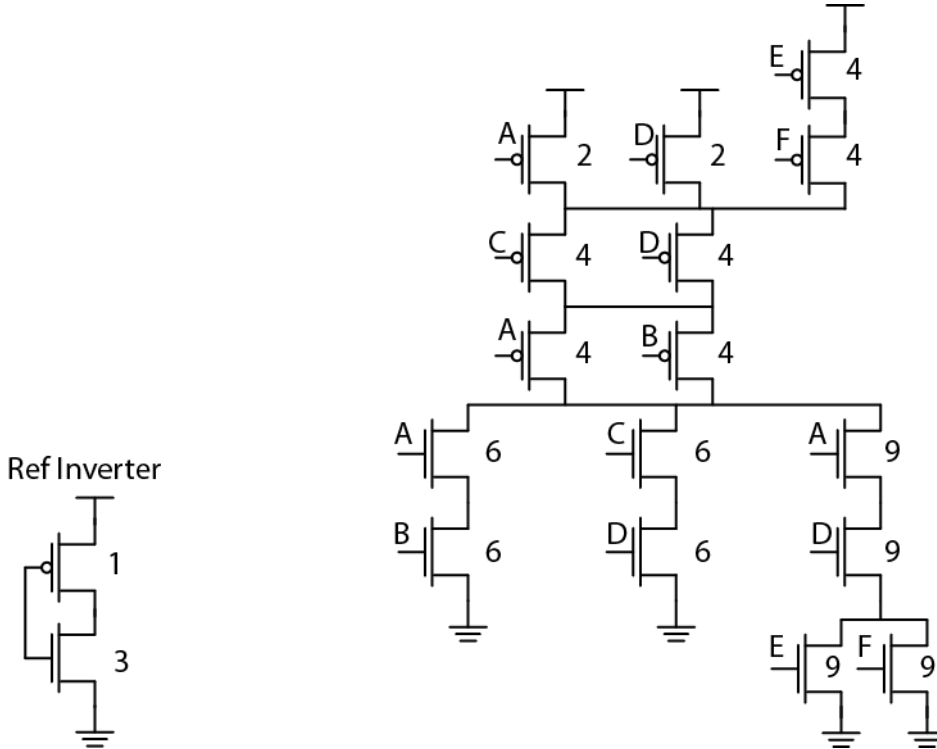 E 4
F 4
A 2 D 2
C 4 D 4
A 4 B 4
A 6 C 6 A 9
B 6 D 6 D 9
E 9 F 9
Ref Inverter
1
3